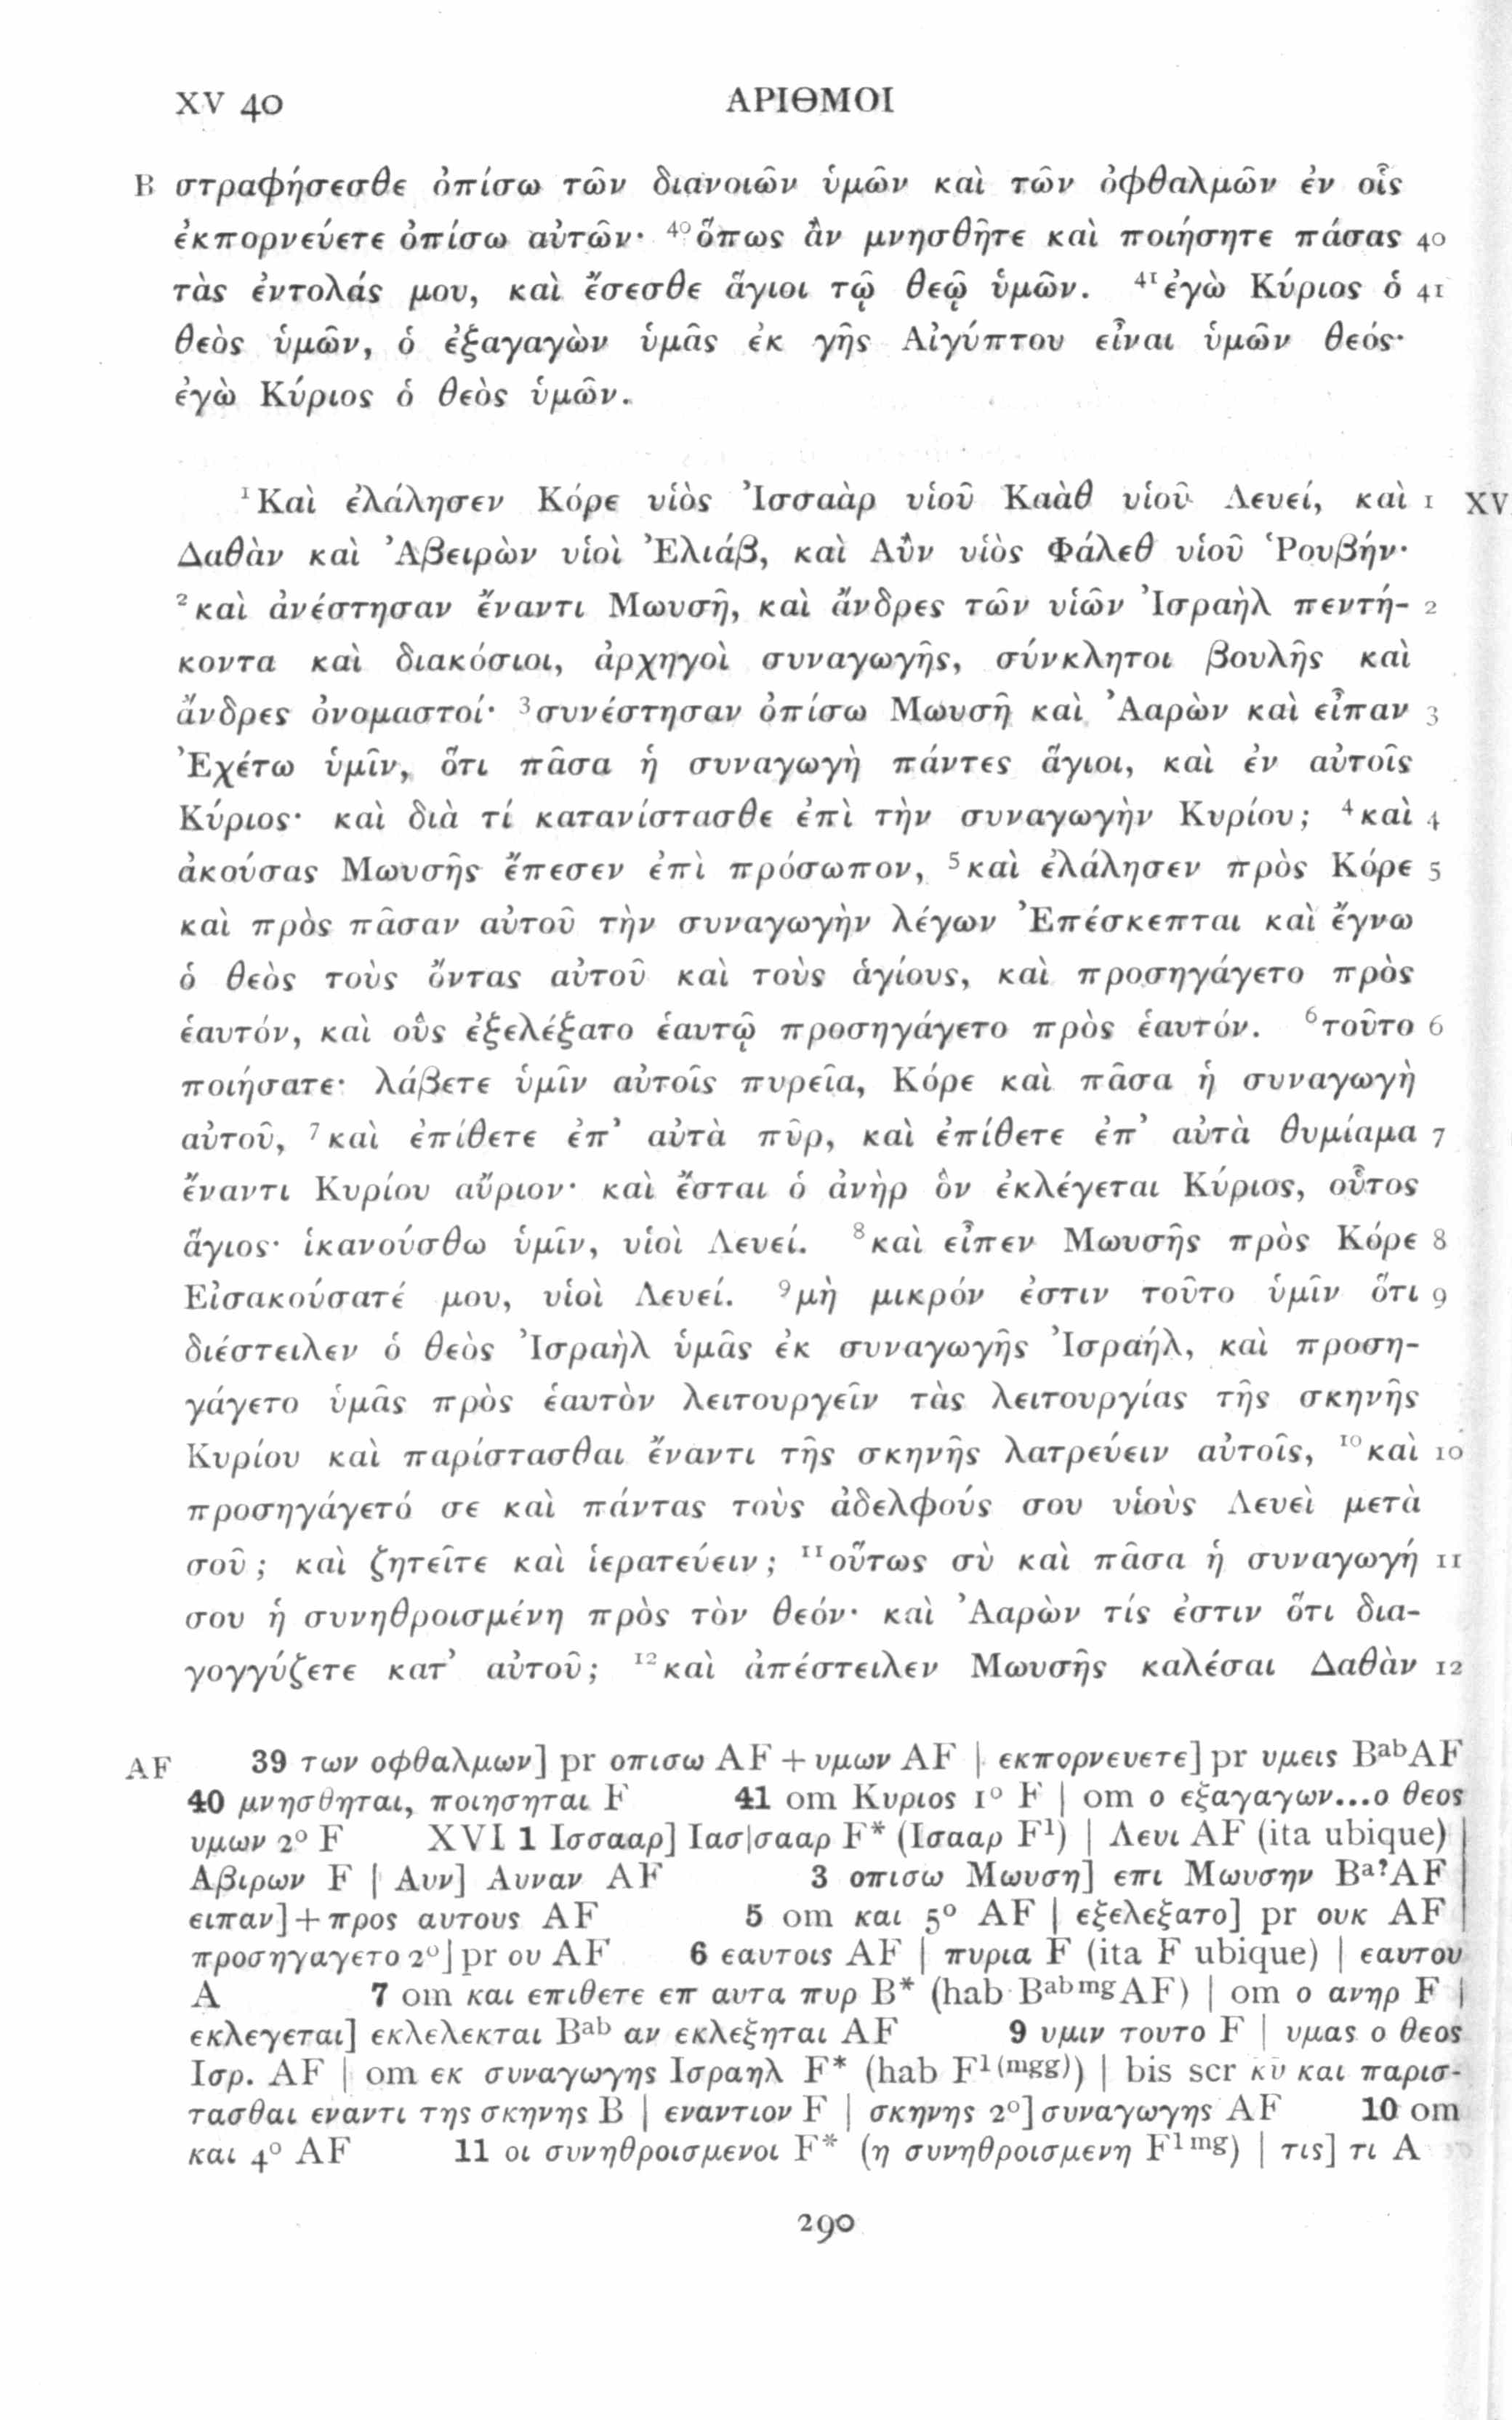 XV 40 ΑΡΙΘΜΟΙ
B στραφήσεσθε ὀπίσω τῶν διανοιῶν ὑμῶν καὶ τῶν ὀφθαλμῶν ἐν οἷς
ἐκπορνεύετε ὀπίσω αὐτῶν· ⁴⁰ὅπως ἂν μνησθῆτε καὶ ποιήσητε πάσας 40
τὰς ἐντολάς μου, καὶ ἔσεσθε ἅγιοι τῷ θεῷ ὑμῶν. ⁴¹ἐγὼ Κύριος ὁ 41
θεὸς ὑμῶν, ὁ ἐξαγαγὼν ὑμᾶς ἐκ γῆς Αἰγύπτου εἶναι ὑμῶν θεός·
ἐγὼ Κύριος ὁ θεὸς ὑμῶν.
¹Καὶ ἐλάλησεν Κόρε υἱὸς Ἰσσαὰρ υἱοῦ Καὰθ υἱοῦ Λευεί, καὶ 1 XV
Δαθὰν καὶ Ἀβειρὼν υἱοὶ Ἐλιάβ, καὶ Αὖν υἱὸς Φάλεθ υἱοῦ Ῥουβήν·
²καὶ ἀνέστησαν ἔναντι Μωυσῆ, καὶ ἄνδρες τῶν υἱῶν Ἰσραὴλ πεντή- 2
κοντα καὶ διακόσιοι, ἀρχηγοὶ συναγωγῆς, σύνκλητοι βουλῆς καὶ
ἄνδρες ὀνομαστοί· ³συνέστησαν ὀπίσω Μωυσῆ καὶ Ἀαρὼν καὶ εἶπαν 3
Ἐχέτω ὑμῖν, ὅτι πᾶσα ἡ συναγωγὴ πάντες ἅγιοι, καὶ ἐν αὐτοῖς
Κύριος· καὶ διὰ τί κατανίστασθε ἐπὶ τὴν συναγωγὴν Κυρίου; ⁴καὶ 4
ἀκούσας Μωυσῆς ἔπεσεν ἐπὶ πρόσωπον, ⁵καὶ ἐλάλησεν πρὸς Κόρε 5
καὶ πρὸς πᾶσαν αὐτοῦ τὴν συναγωγὴν λέγων Ἐπέσκεπται καὶ ἔγνω
ὁ θεὸς τοὺς ὄντας αὐτοῦ καὶ τοὺς ἁγίους, καὶ προσηγάγετο πρὸς
ἑαυτόν, καὶ οὓς ἐξελέξατο ἑαυτῷ προσηγάγετο πρὸς ἑαυτόν. ⁶τοῦτο 6
ποιήσατε· λάβετε ὑμῖν αὐτοῖς πυρεῖα, Κόρε καὶ πᾶσα ἡ συναγωγὴ
αὐτοῦ, ⁷καὶ ἐπίθετε ἐπ’ αὐτὰ πῦρ, καὶ ἐπίθετε ἐπ’ αὐτὰ θυμίαμα 7
ἔναντι Κυρίου αὔριον· καὶ ἔσται ὁ ἀνὴρ ὃν ἐκλέγεται Κύριος, οὗτος
ἅγιος· ἱκανούσθω ὑμῖν, υἱοὶ Λευεί. ⁸καὶ εἶπεν Μωυσῆς πρὸς Κόρε 8
Εἰσακούσατέ μου, υἱοὶ Λευεί. ⁹μὴ μικρόν ἐστιν τοῦτο ὑμῖν ὅτι 9
διέστειλεν ὁ θεὸς Ἰσραὴλ ὑμᾶς ἐκ συναγωγῆς Ἰσραήλ, καὶ προση-
γάγετο ὑμᾶς πρὸς ἑαυτὸν λειτουργεῖν τὰς λειτουργίας τῆς σκηνῆς
Κυρίου καὶ παρίστασθαι ἔναντι τῆς σκηνῆς λατρεύειν αὐτοῖς, ¹⁰καὶ 10
προσηγάγετό σε καὶ πάντας τοὺς ἀδελφούς σου υἱοὺς Λευεὶ μετὰ
σοῦ; καὶ ζητεῖτε καὶ ἱερατεύειν; ¹¹οὕτως σὺ καὶ πᾶσα ἡ συναγωγή 11
σου ἡ συνηθροισμένη πρὸς τὸν θεόν· καὶ Ἀαρὼν τίς ἐστιν ὅτι δια-
γογγύζετε κατ’ αὐτοῦ; ¹²καὶ ἀπέστειλεν Μωυσῆς καλέσαι Δαθὰν 12
AF 39 των οφθαλμων] pr οπισω AF + υμων AF | εκπορνευετε] pr υμεις Bᵃᵇ AF
40 μνησθηται, ποιησηται F 41 om Κυριος 1º F | om ο εξαγαγων...ο θεος
υμων 2º F XVI 1 Ισσααρ] Ιασ|σααρ F* (Ισααρ F¹) | Λευι AF (ita ubique) |
Αβιρων F | Αυν] Αυναν AF 3 οπισω Μωυση] επι Μωυσην Bᵃ? AF |
ειπαν] + προς αυτους AF 5 om και 5º AF | εξελεξατο] pr ουκ AF |
προσηγαγετο 2º] pr ου AF 6 εαυτοις AF | πυρια F (ita F ubique) | εαυτου
A 7 om και επιθετε επ αυτα πυρ B* (hab Bᵃᵇᵐᵍ AF) | om ο ανηρ F |
εκλεγεται] εκλελεκται Bᵃᵇ αν εκλεξηται AF 9 υμιν τουτο F | υμας ο θεος
Ισρ. AF | om εκ συναγωγης Ισραηλ F* (hab F¹⁽ᵐᵍᵍ⁾) | bis scr κ̅υ̅ και παρισ-
τασθαι εναντι της σκηνης B | εναντιον F | σκηνης 2º] συναγωγης AF 10 om
και 4º AF 11 οι συνηθροισμενοι F* (η συνηθροισμενη F¹ᵐᵍ) | τις] τι A
290